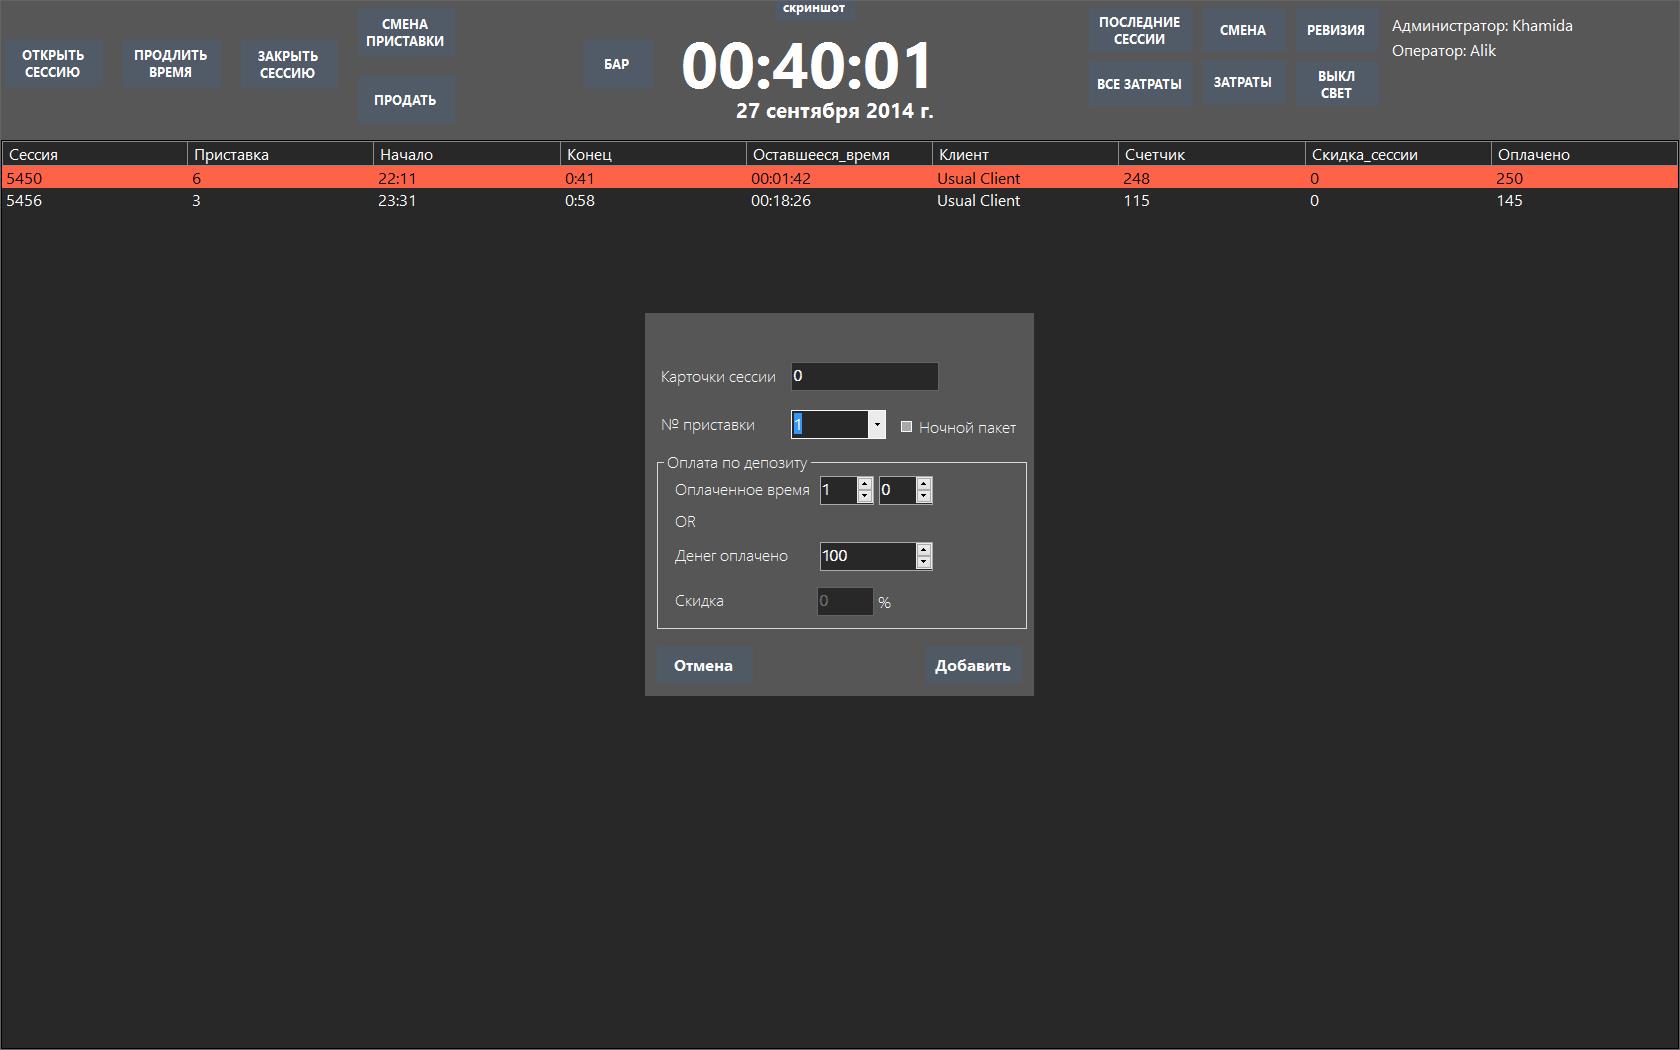 скриншот
ОТКРЫТЬ
СЕССИЮ
ПРОДЛИТЬ
ВРЕМЯ
ЗАКРЫТЬ
СЕССИЮ
СМЕНА
ПРИСТАВКИ
ПРОДАТЬ
БАР
00:40:01
27 сентября 2014 г.
ПОСЛЕДНИЕ
СЕССИИ
СМЕНА
РЕВИЗИЯ
ВСЕ ЗАТРАТЫ
ЗАТРАТЫ
ВЫКЛ
СВЕТ
Администратор: Khamida
Оператор: Alik
Сессия Приставка Начало Конец Оставшееся_время Клиент Счетчик Скидка_сессии Оплачено
5450 6 22:11 0:41 00:01:42 Usual Client 248 0 250
5456 3 23:31 0:58 00:18:26 Usual Client 115 0 145
Карточки сессии 0
№ приставки 1 Ночной пакет
Оплата по депозиту
Оплаченное время 1 0
OR
Денег оплачено 100
Скидка 0 %
Отмена Добавить